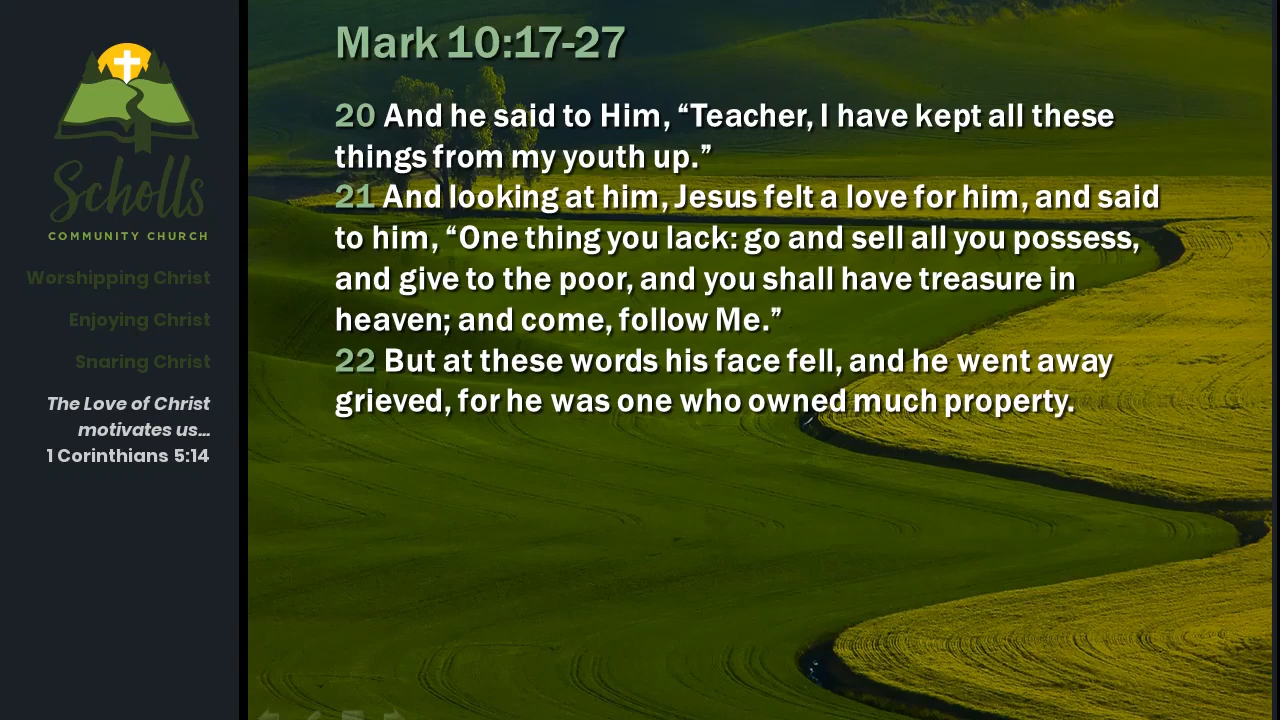 Scholls
COMMUNITY CHURCH
Worshipping Christ
Enjoying Christ
Snaring Christ
The Love of Christ
motivates us...
1 Corinthians 5:14
Mark 10:17-27
20 And he said to Him, “Teacher, I have kept all these
things from my youth up.”
21 And looking at him, Jesus felt a love for him, and said
to him, “One thing you lack: go and sell all you possess,
and give to the poor, and you shall have treasure in
heaven; and come, follow Me.”
22 But at these words his face fell, and he went away
grieved, for he was one who owned much property.